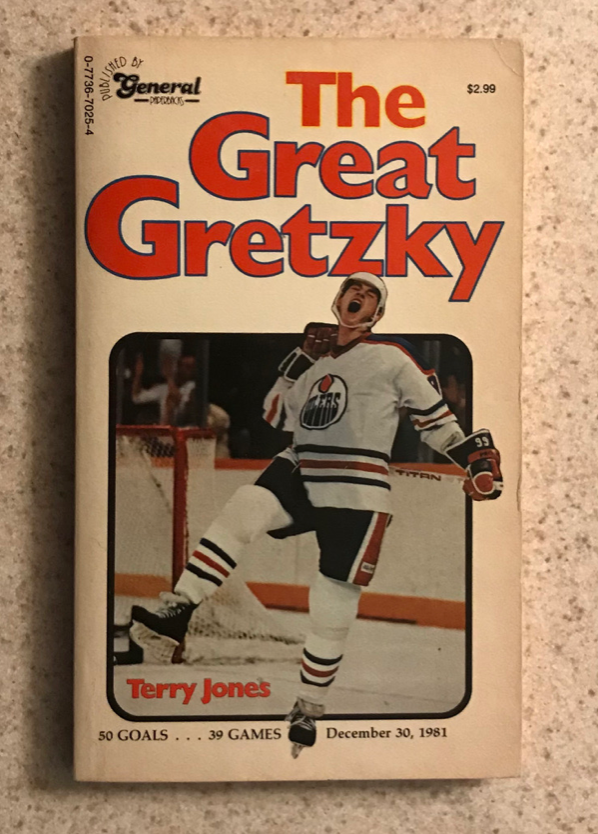 0-7736-7025-4
PUBLISHED BY
General
PAPERBACKS
$2.99
The
Great
Gretzky
OILERS
99
TITAN
Terry Jones
50 GOALS . . . 39 GAMES December 30, 1981